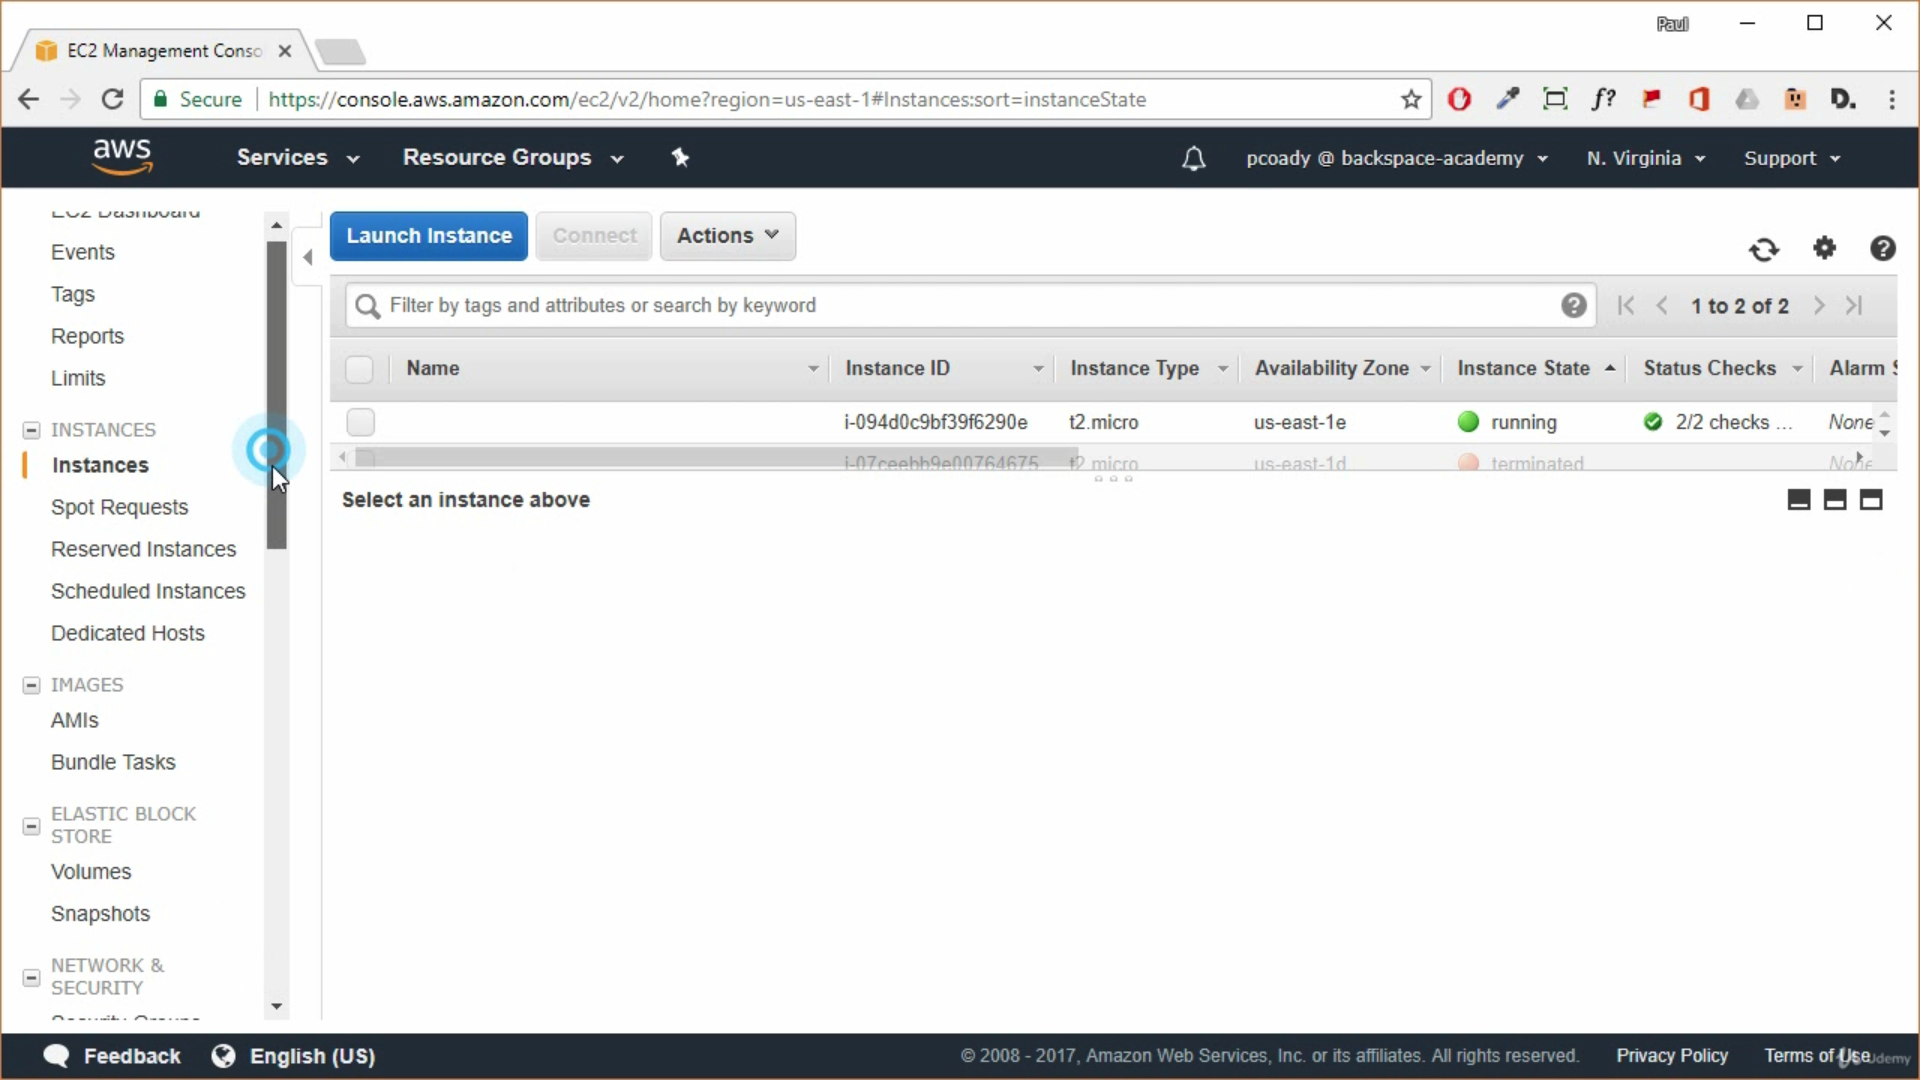 Paul
EC2 Management Conso
Secure
https://console.aws.amazon.com/ec2/v2/home?region=us-east-1#Instances:sort=instanceState
f?
D.
aws
Services
Resource Groups
pcoady @ backspace-academy
N. Virginia
Support
EC2 Dashboard
Events
Tags
Reports
Limits
INSTANCES
Instances
Spot Requests
Reserved Instances
Scheduled Instances
Dedicated Hosts
IMAGES
AMIs
Bundle Tasks
ELASTIC BLOCK
STORE
Volumes
Snapshots
NETWORK &
SECURITY
Security Groups
Launch Instance
Connect
Actions
Filter by tags and attributes or search by keyword
1 to 2 of 2
Name
Instance ID
Instance Type
Availability Zone
Instance State
Status Checks
Alarm S
i-094d0c9bf39f6290e
t2.micro
us-east-1e
running
2/2 checks ...
None
i-07ceebb9e00764675
t2.micro
us-east-1d
terminated
None
Select an instance above
Feedback
English (US)
© 2008 - 2017, Amazon Web Services, Inc. or its affiliates. All rights reserved.
Privacy Policy
Terms of Use
Udemy